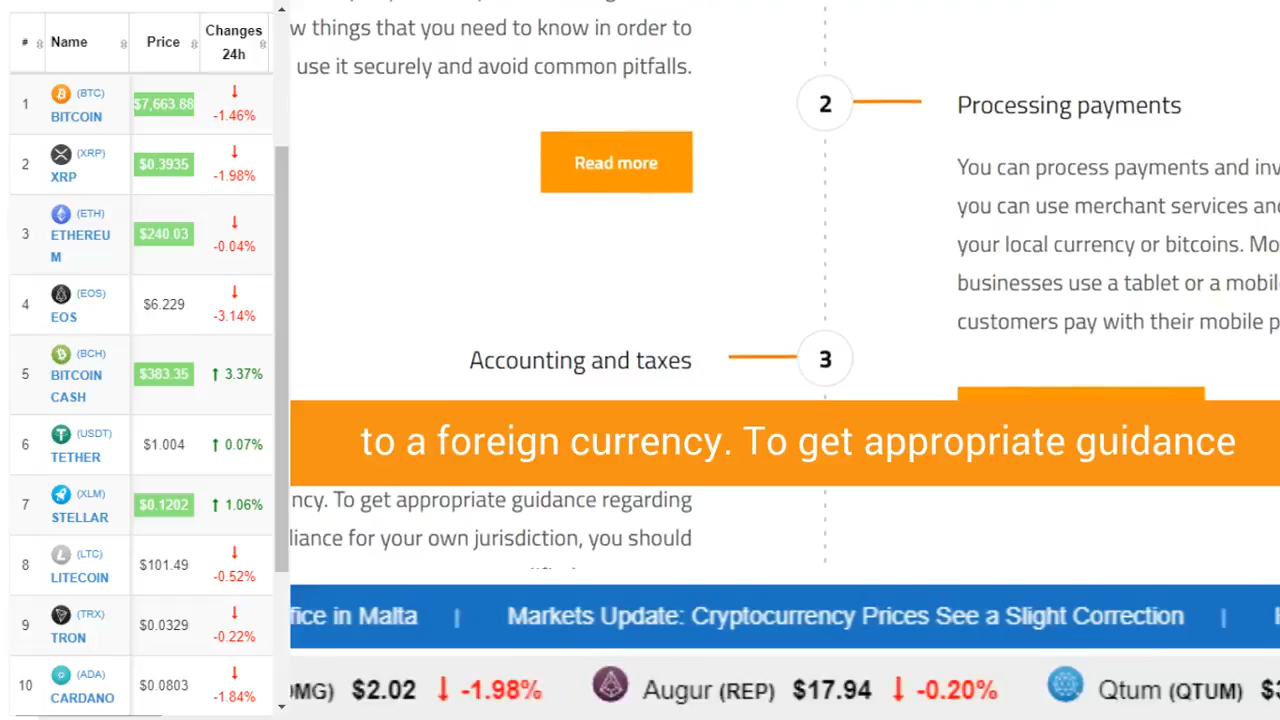 # Name Price Changes 24h
1 (BTC) BITCOIN $7,663.68 ↓ -1.46%
2 (XRP) XRP $0.3935 ↓ -1.98%
3 (ETH) ETHEREUM $240.03 ↓ -0.04%
4 (EOS) EOS $6.229 ↓ -3.14%
5 (BCH) BITCOIN CASH $383.35 ↑ 3.37%
6 (USDT) TETHER $1.004 ↑ 0.07%
7 (XLM) STELLAR $0.1202 ↑ 1.06%
8 (LTC) LITECOIN $101.49 ↓ -0.52%
9 (TRX) TRON $0.0329 ↓ -0.22%
10 (ADA) CARDANO $0.0803 ↓ -1.84%
w things that you need to know in order to
use it securely and avoid common pitfalls.
Read more
2 Processing payments
You can process payments and inv
you can use merchant services and
your local currency or bitcoins. Mo
businesses use a tablet or a mobil
customers pay with their mobile p
Accounting and taxes 3
to a foreign currency. To get appropriate guidance
ncy. To get appropriate guidance regarding
liance for your own jurisdiction, you should
fice in Malta | Markets Update: Cryptocurrency Prices See a Slight Correction |
MG) $2.02 ↓ -1.98% Augur (REP) $17.94 ↓ -0.20% Qtum (QTUM)